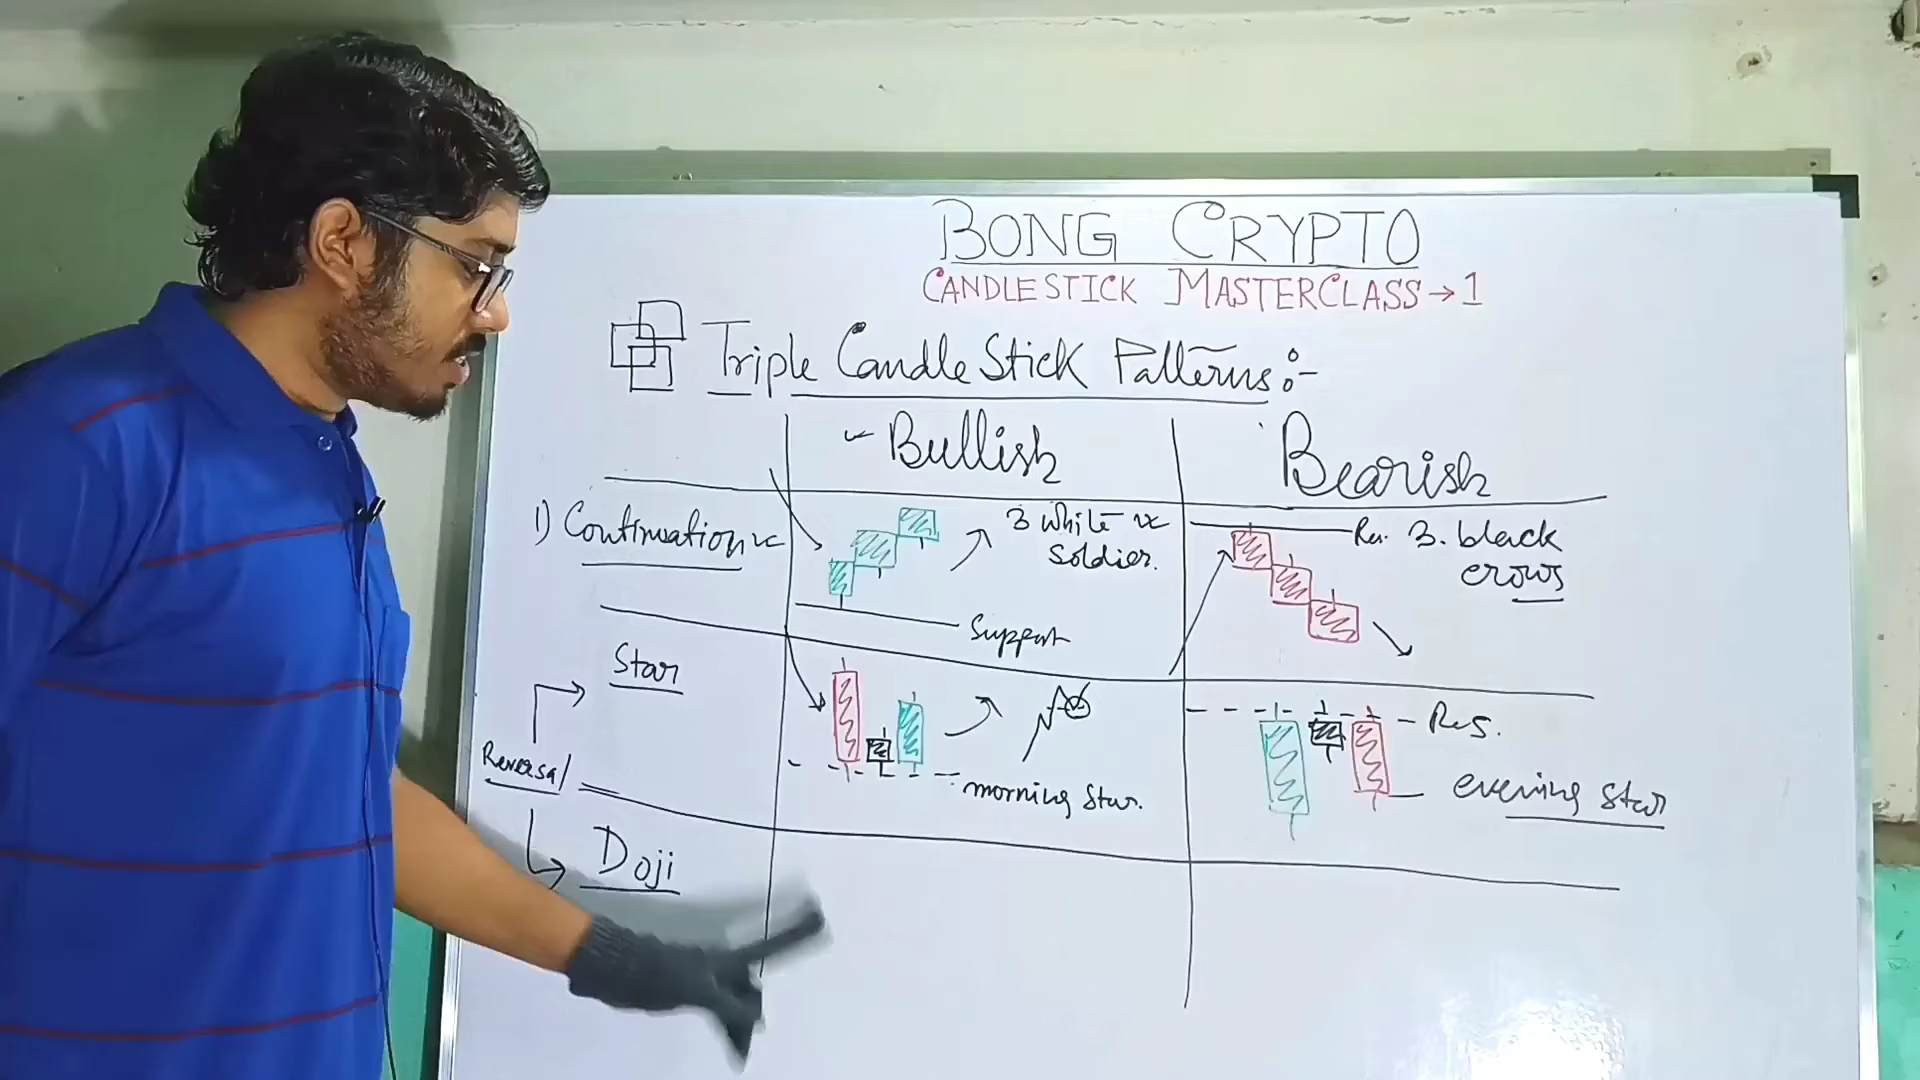 BONG CRYPTO
CANDLESTICK MASTERCLASS → 1
Triple Candle Stick Patterns :-
Bullish
Bearish
1) Continuation
3 white
Soldier.
Support
Res. 3. black
crows
Star
Reversal
morning Star.
Res.
evening Star
Doji